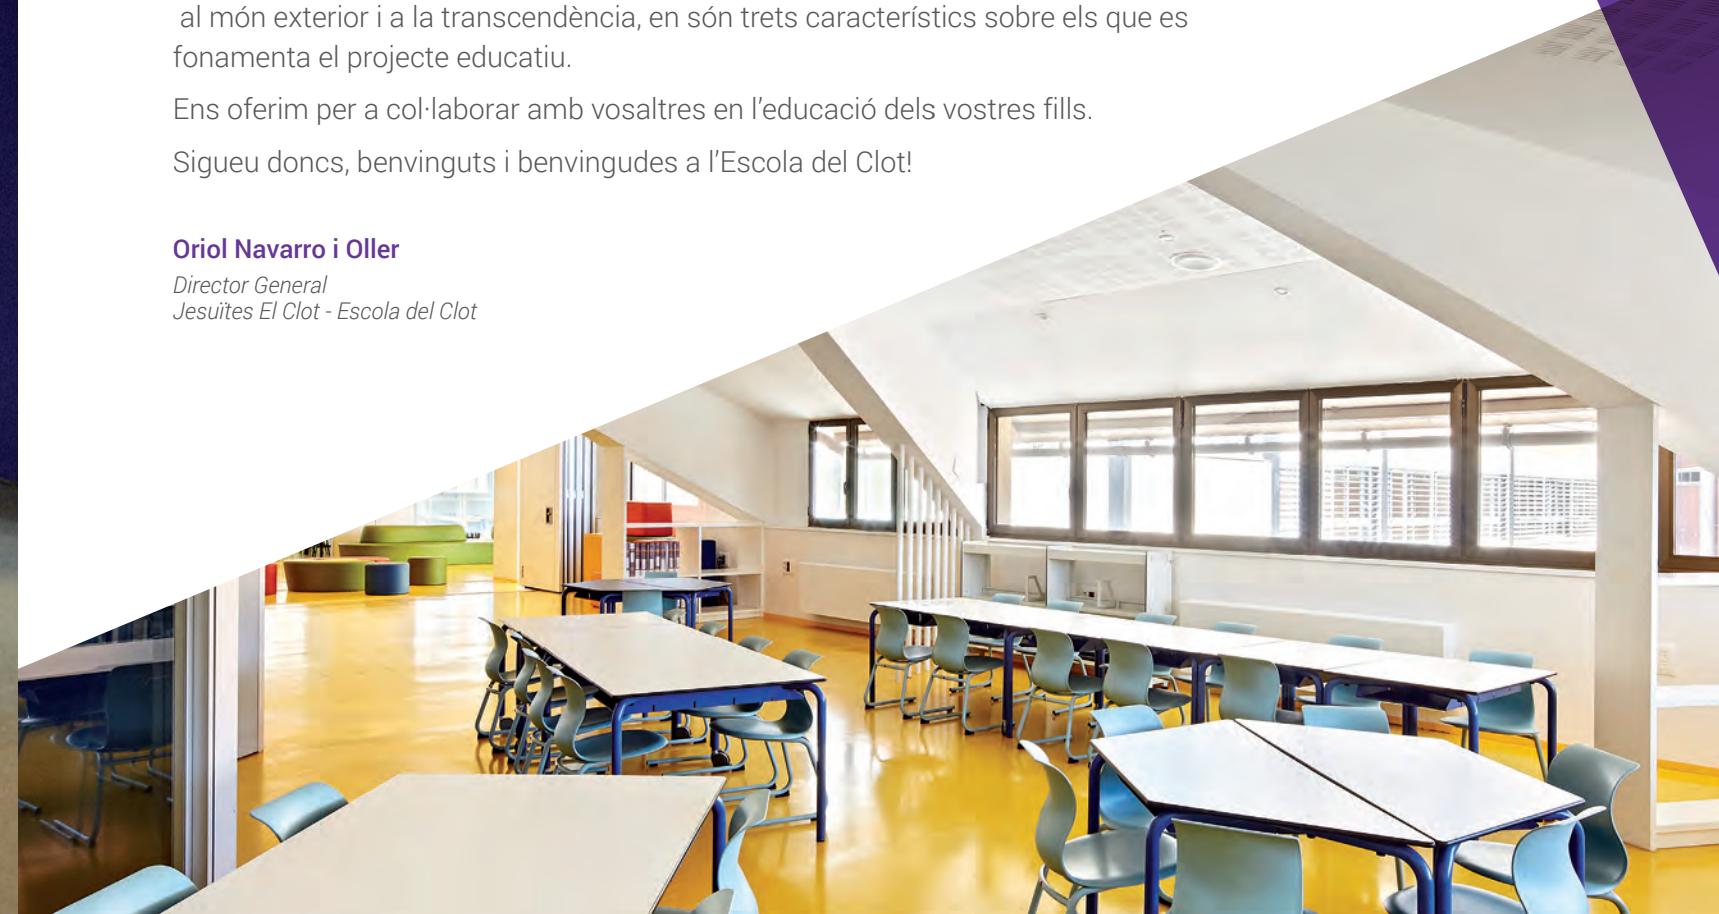 al món exterior i a la transcendència, en són trets característics sobre els que es
fonamenta el projecte educatiu.
Ens oferim per a col·laborar amb vosaltres en l'educació dels vostres fills.
Sigueu doncs, benvinguts i benvingudes a l'Escola del Clot!
Oriol Navarro i Oller
Director General
Jesuïtes El Clot - Escola del Clot